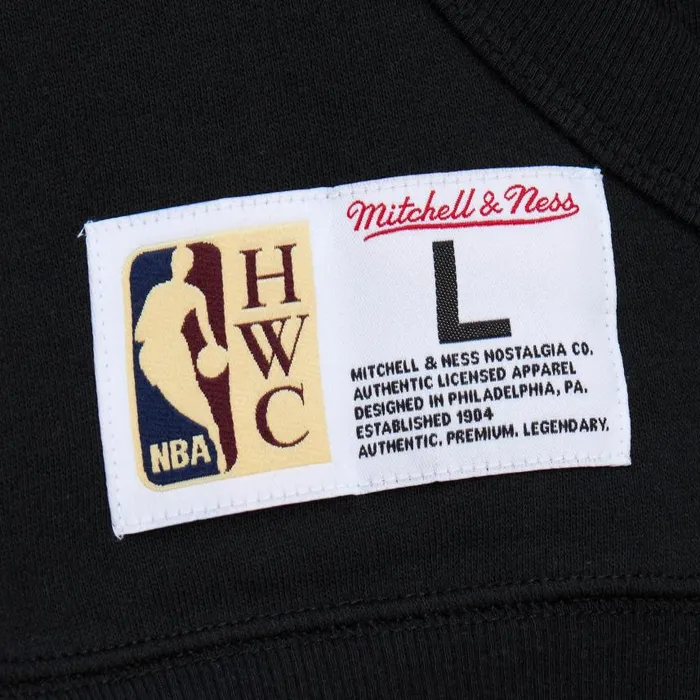 NBA
H
W
C
Mitchell & Ness
L
MITCHELL & NESS NOSTALGIA CO.
AUTHENTIC LICENSED APPAREL
DESIGNED IN PHILADELPHIA, PA.
ESTABLISHED 1904
AUTHENTIC. PREMIUM. LEGENDARY.